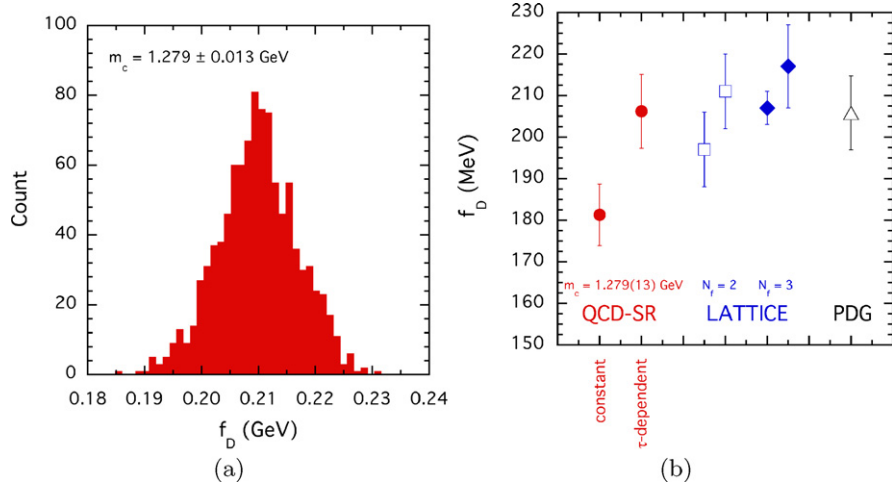 100
80
60
40
20
0
Count
m_c = 1.279 ± 0.013 GeV
0.18 0.19 0.20 0.21 0.22 0.23 0.24
f_D (GeV)
(a)
230
220
210
200
190
180
170
160
150
f_D (MeV)
m_c = 1.279(13) GeV N_f = 2 N_f = 3
QCD-SR LATTICE PDG
constant
τ-dependent
(b)